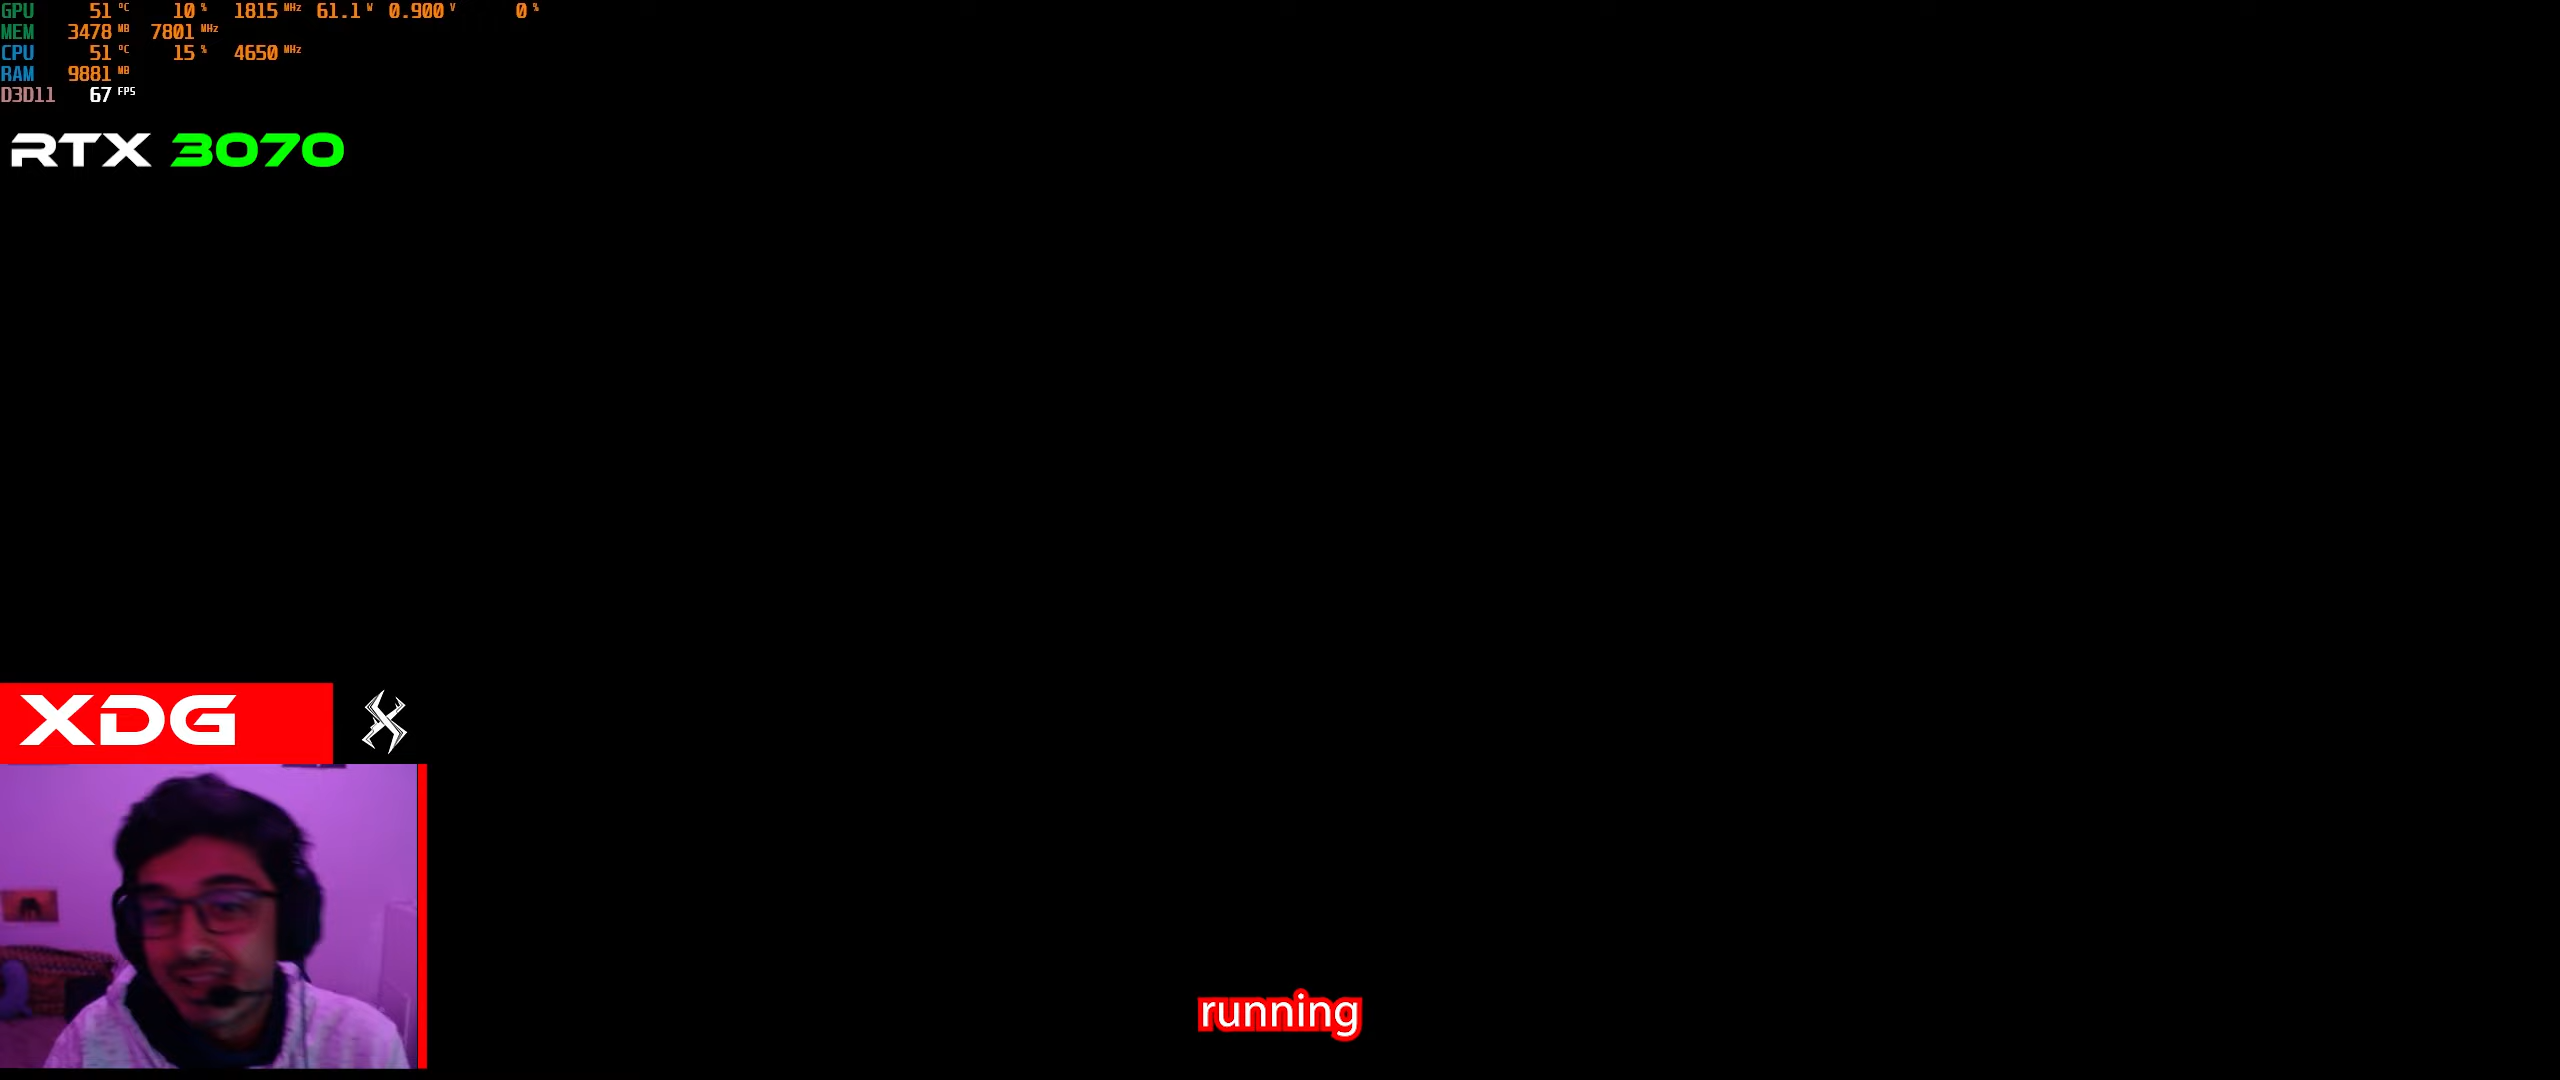 GPU 51 °C 10 % 1815 MHz 61.1 W 0.900 V 0 %
MEM 3478 MB 7801 MHz
CPU 51 °C 15 % 4650 MHz
RAM 9881 MB
D3D11 67 FPS
RTX 3070
XDG
running